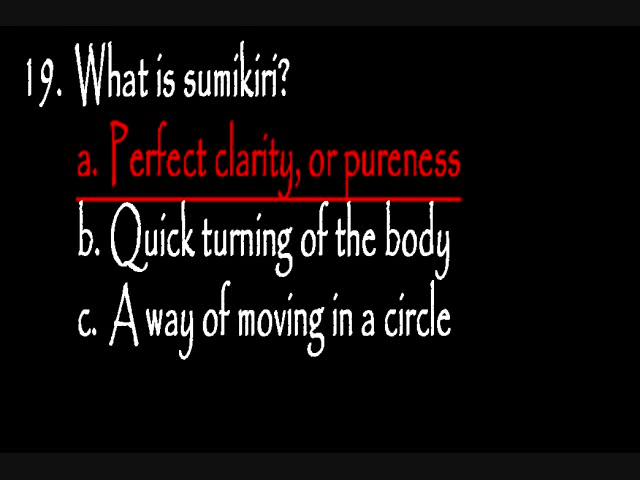 19. What is sumikiri?
a. Perfect clarity, or pureness
b. Quick turning of the body
c. A way of moving in a circle